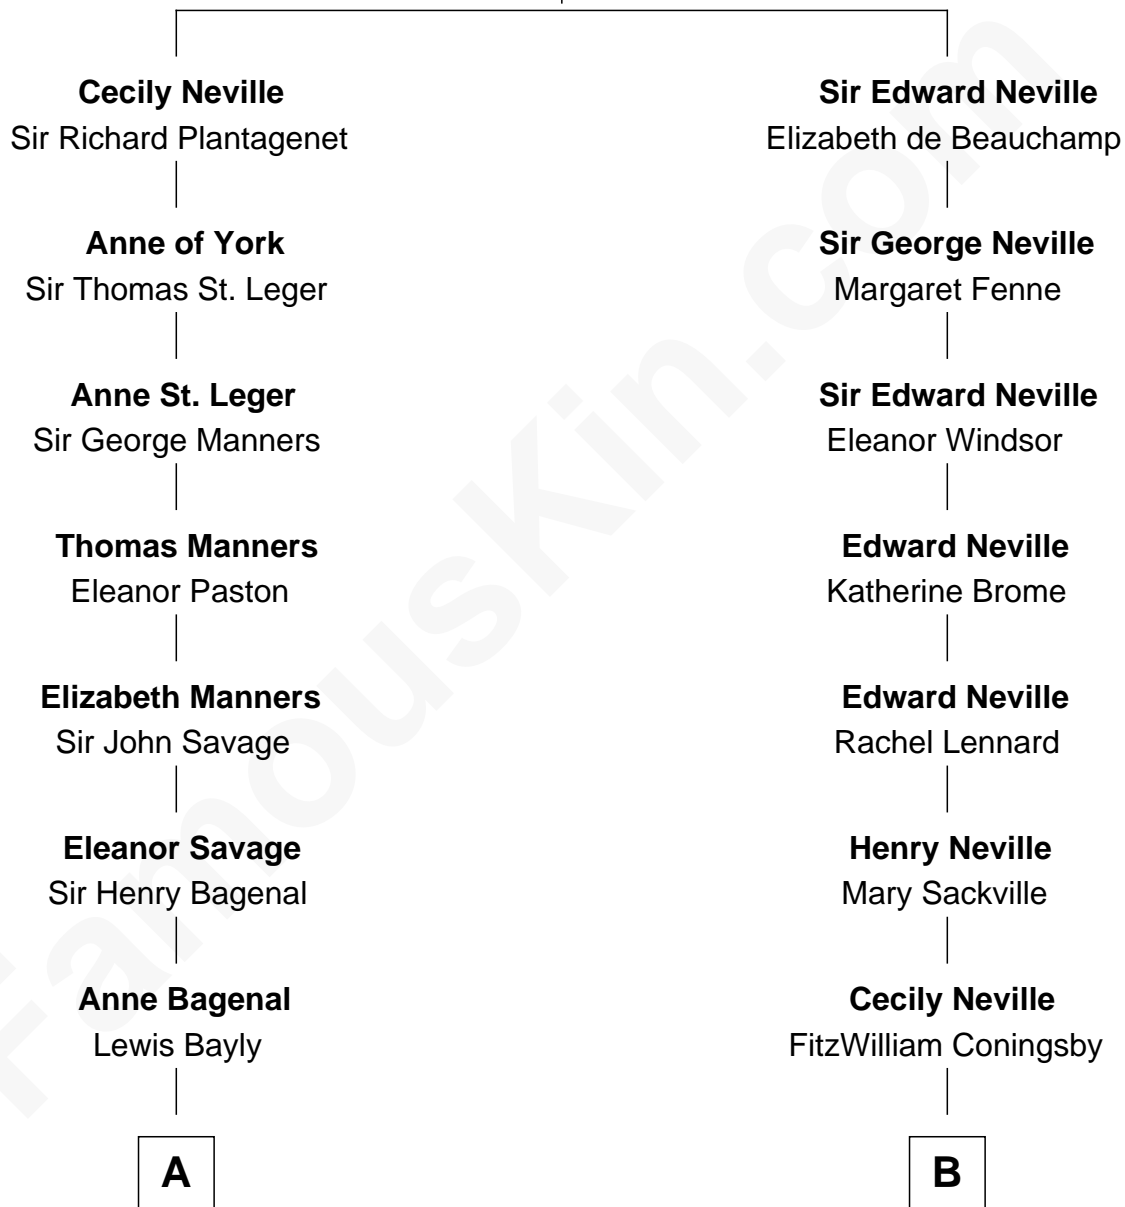 Cecily Neville
Sir Richard Plantagenet
Anne of York
Sir Thomas St. Leger
Anne St. Leger
Sir George Manners
Thomas Manners
Eleanor Paston
Elizabeth Manners
Sir John Savage
Eleanor Savage
Sir Henry Bagenal
Anne Bagenal
Lewis Bayly
A
Sir Edward Neville
Elizabeth de Beauchamp
Sir George Neville
Margaret Fenne
Sir Edward Neville
Eleanor Windsor
Edward Neville
Katherine Brome
Edward Neville
Rachel Lennard
Henry Neville
Mary Sackville
Cecily Neville
FitzWilliam Coningsby
B
FamousKin.com